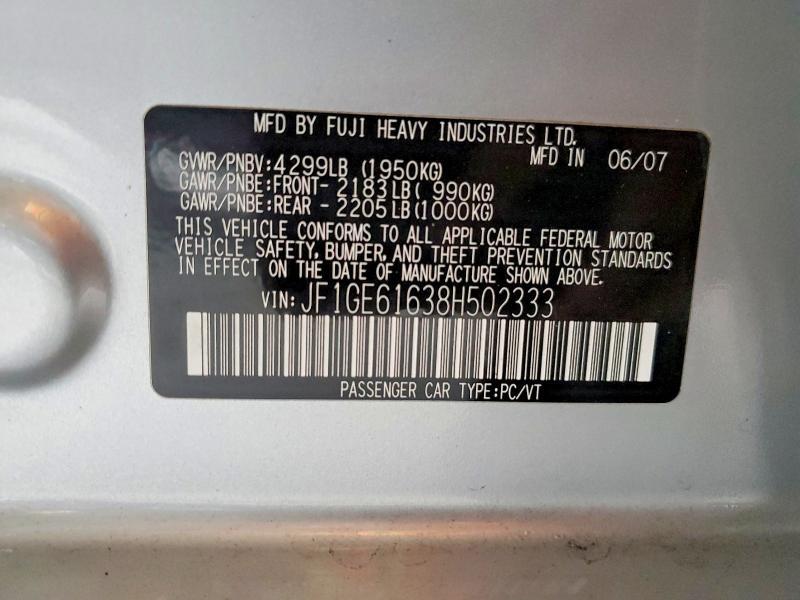 MFD BY FUJI HEAVY INDUSTRIES LTD.
MFD IN 06/07
GVWR/PNBV:4299LB (1950KG)
GAWR/PNBE:FRONT- 2183LB( 990KG)
GAWR/PNBE:REAR - 2205LB(1000KG)
THIS VEHICLE CONFORMS TO ALL APPLICABLE FEDERAL MOTOR
VEHICLE SAFETY, BUMPER, AND THEFT PREVENTION STANDARDS
IN EFFECT ON THE DATE OF MANUFACTURE SHOWN ABOVE.
VIN:JF1GE61638H502333
PASSENGER CAR TYPE:PC/VT